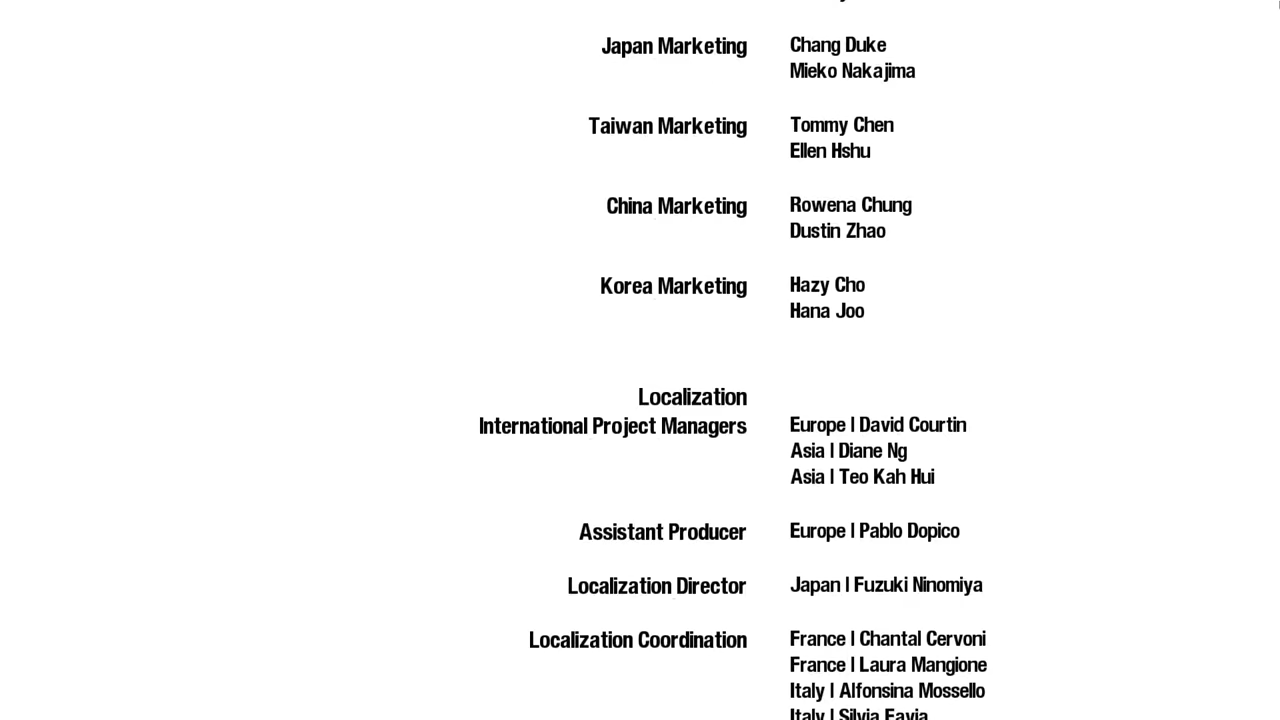 Japan Marketing Chang Duke
Mieko Nakajima
Taiwan Marketing Tommy Chen
Ellen Hshu
China Marketing Rowena Chung
Dustin Zhao
Korea Marketing Hazy Cho
Hana Joo
Localization
International Project Managers Europe | David Courtin
Asia | Diane Ng
Asia | Teo Kah Hui
Assistant Producer Europe | Pablo Dopico
Localization Director Japan | Fuzuki Ninomiya
Localization Coordination France | Chantal Cervoni
France | Laura Mangione
Italy | Alfonsina Mossello
Italy | Silvia